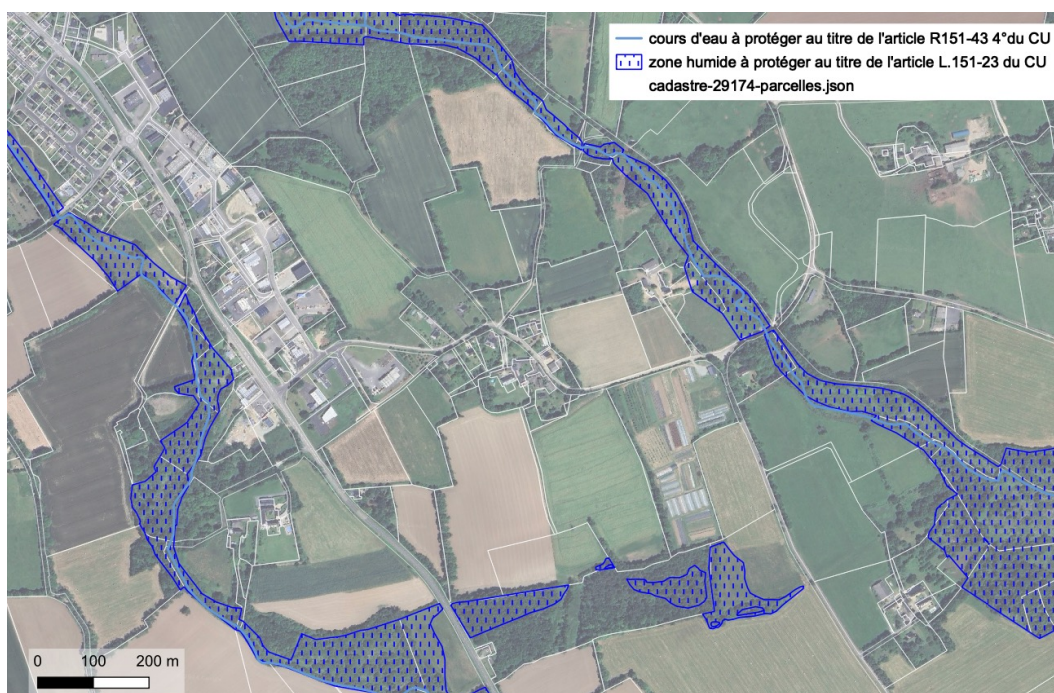 cours d'eau à protéger au titre de l'article R151-43 4°du CU
zone humide à protéger au titre de l'article L.151-23 du CU
cadastre-29174-parcelles.json
0 100 200 m